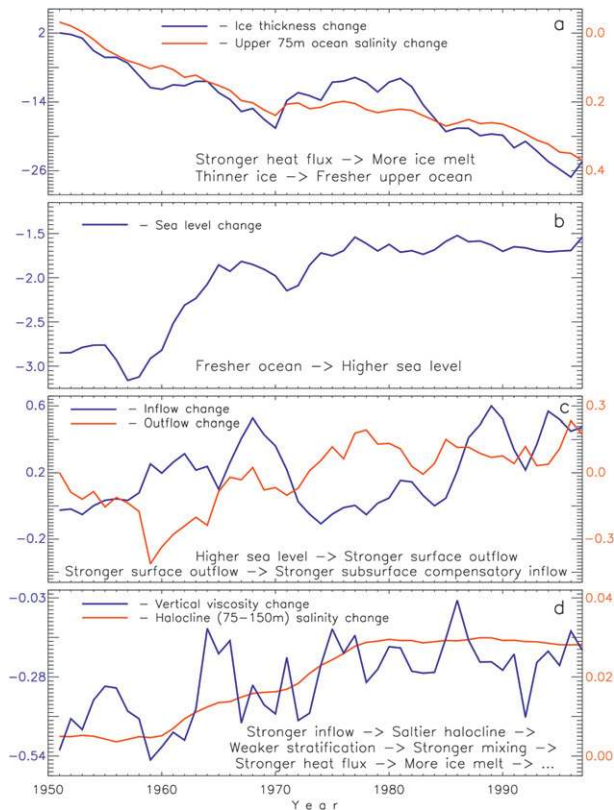 a
– Ice thickness change
– Upper 75m ocean salinity change
2
-14
-26
0.0
0.2
0.4
Stronger heat flux –> More ice melt
Thinner ice –> Fresher upper ocean
b
– Sea level change
-1.5
-2.0
-2.5
-3.0
Fresher ocean –> Higher sea level
c
– Inflow change
– Outflow change
0.6
0.2
-0.2
0.3
0.0
0.3
Higher sea level –> Stronger surface outflow
Stronger surface outflow –> Stronger subsurface compensatory inflow
d
– Vertical viscosity change
– Halocline (75–150m) salinity change
-0.03
-0.28
-0.54
0.04
0.02
0.00
Stronger inflow –> Saltier halocline –>
Weaker stratification –> Stronger mixing –>
Stronger heat flux –> More ice melt –> ...
1950 1960 1970 1980 1990
Year